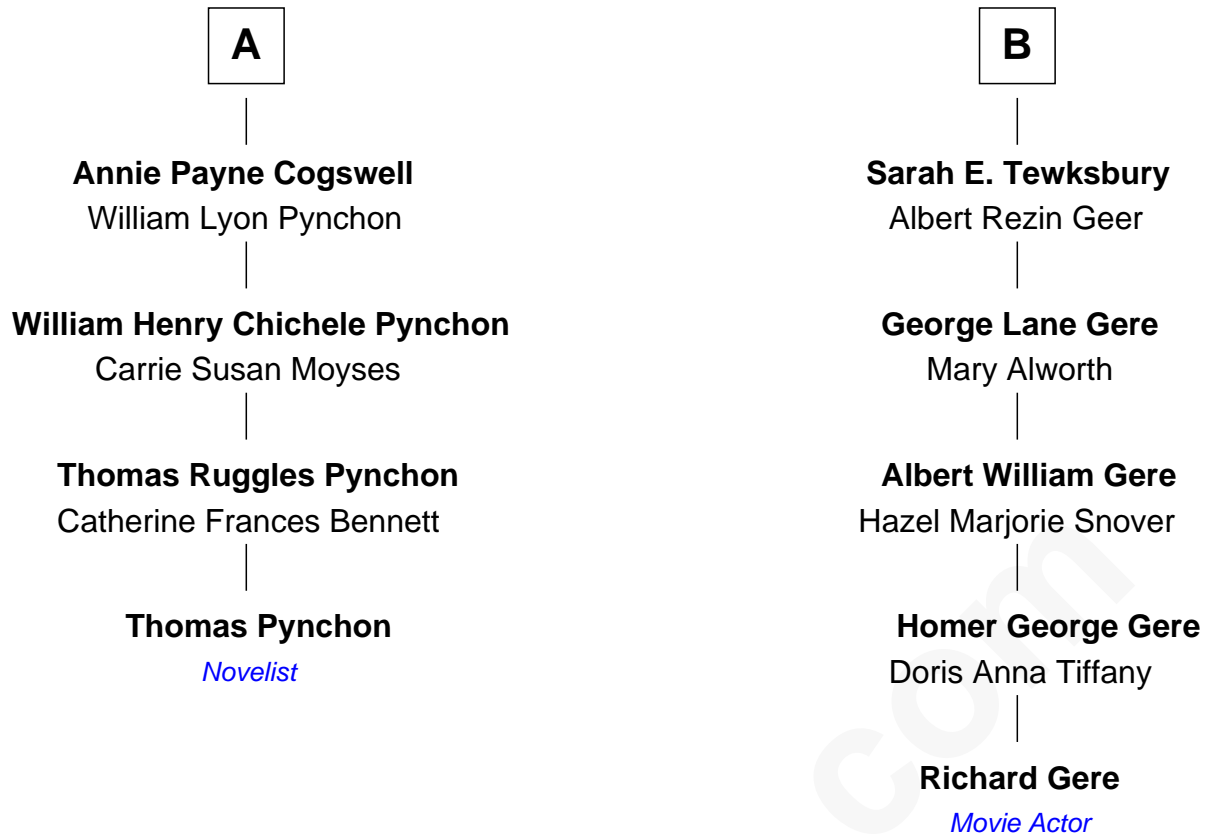 A
Annie Payne Cogswell
William Lyon Pynchon
William Henry Chichele Pynchon
Carrie Susan Moyses
Thomas Ruggles Pynchon
Catherine Frances Bennett
Thomas Pynchon
Novelist
B
Sarah E. Tewksbury
Albert Rezin Geer
George Lane Gere
Mary Alworth
Albert William Gere
Hazel Marjorie Snover
Homer George Gere
Doris Anna Tiffany
Richard Gere
Movie Actor
com